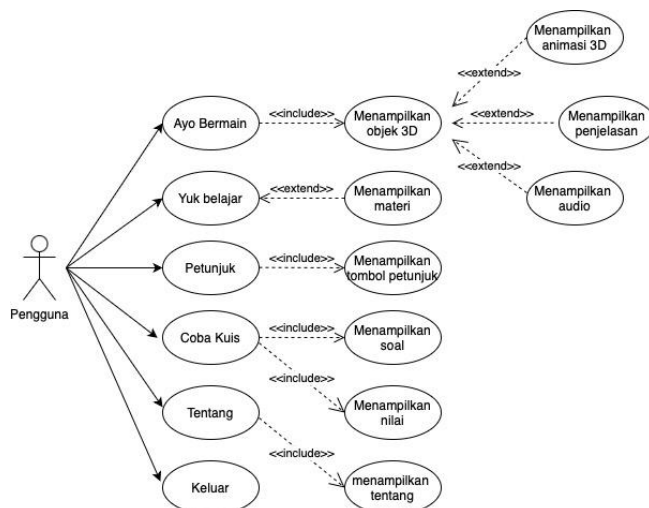 Menampilkan
animasi 3D
<<extend>>
Ayo Bermain
<<include>>
Menampilkan
objek 3D
<<extend>>
Menampilkan
penjelasan
<<extend>>
Menampilkan
audio
Yuk belajar
<<extend>>
Menampilkan
materi
Petunjuk
<<include>>
Menampilkan
tombol petunjuk
Pengguna
Coba Kuis
<<include>>
Menampilkan
soal
<<include>>
Menampilkan
nilai
Tentang
<<include>>
menampilkan
tentang
Keluar